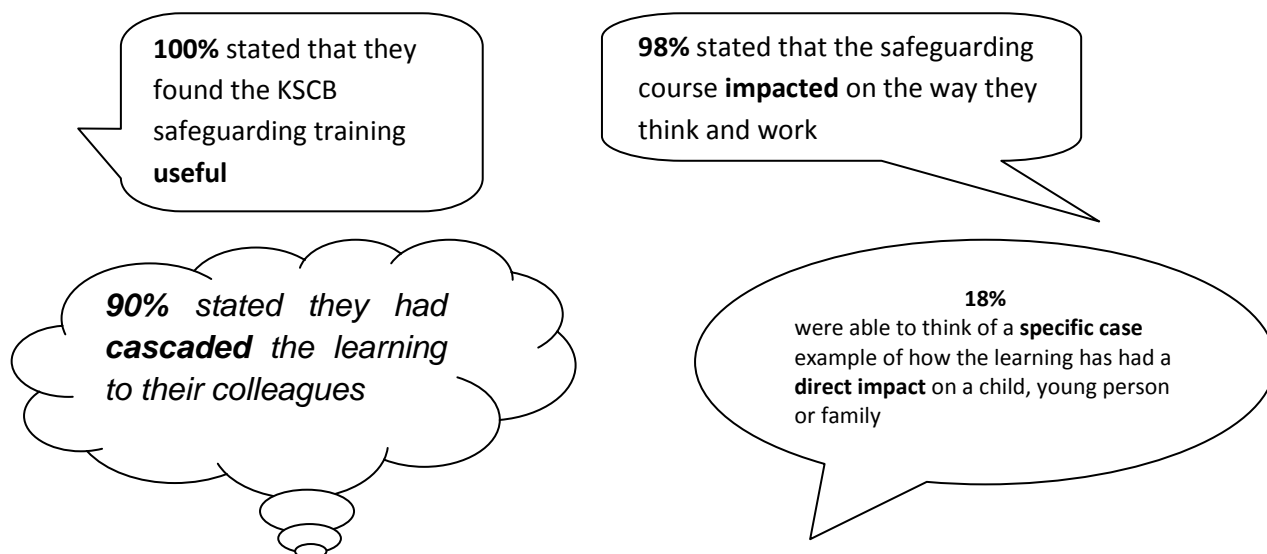 100% stated that they
found the KSCB
safeguarding training
useful
98% stated that the safeguarding
course impacted on the way they
think and work
90% stated they had
cascaded the learning
to their colleagues
18%
were able to think of a specific case
example of how the learning has had a
direct impact on a child, young person
or family